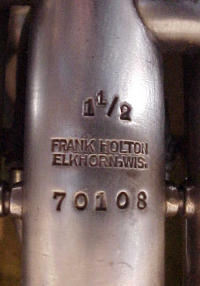 1 1/2
FRANK HOLTON
ELKHORN-WIS.
70108